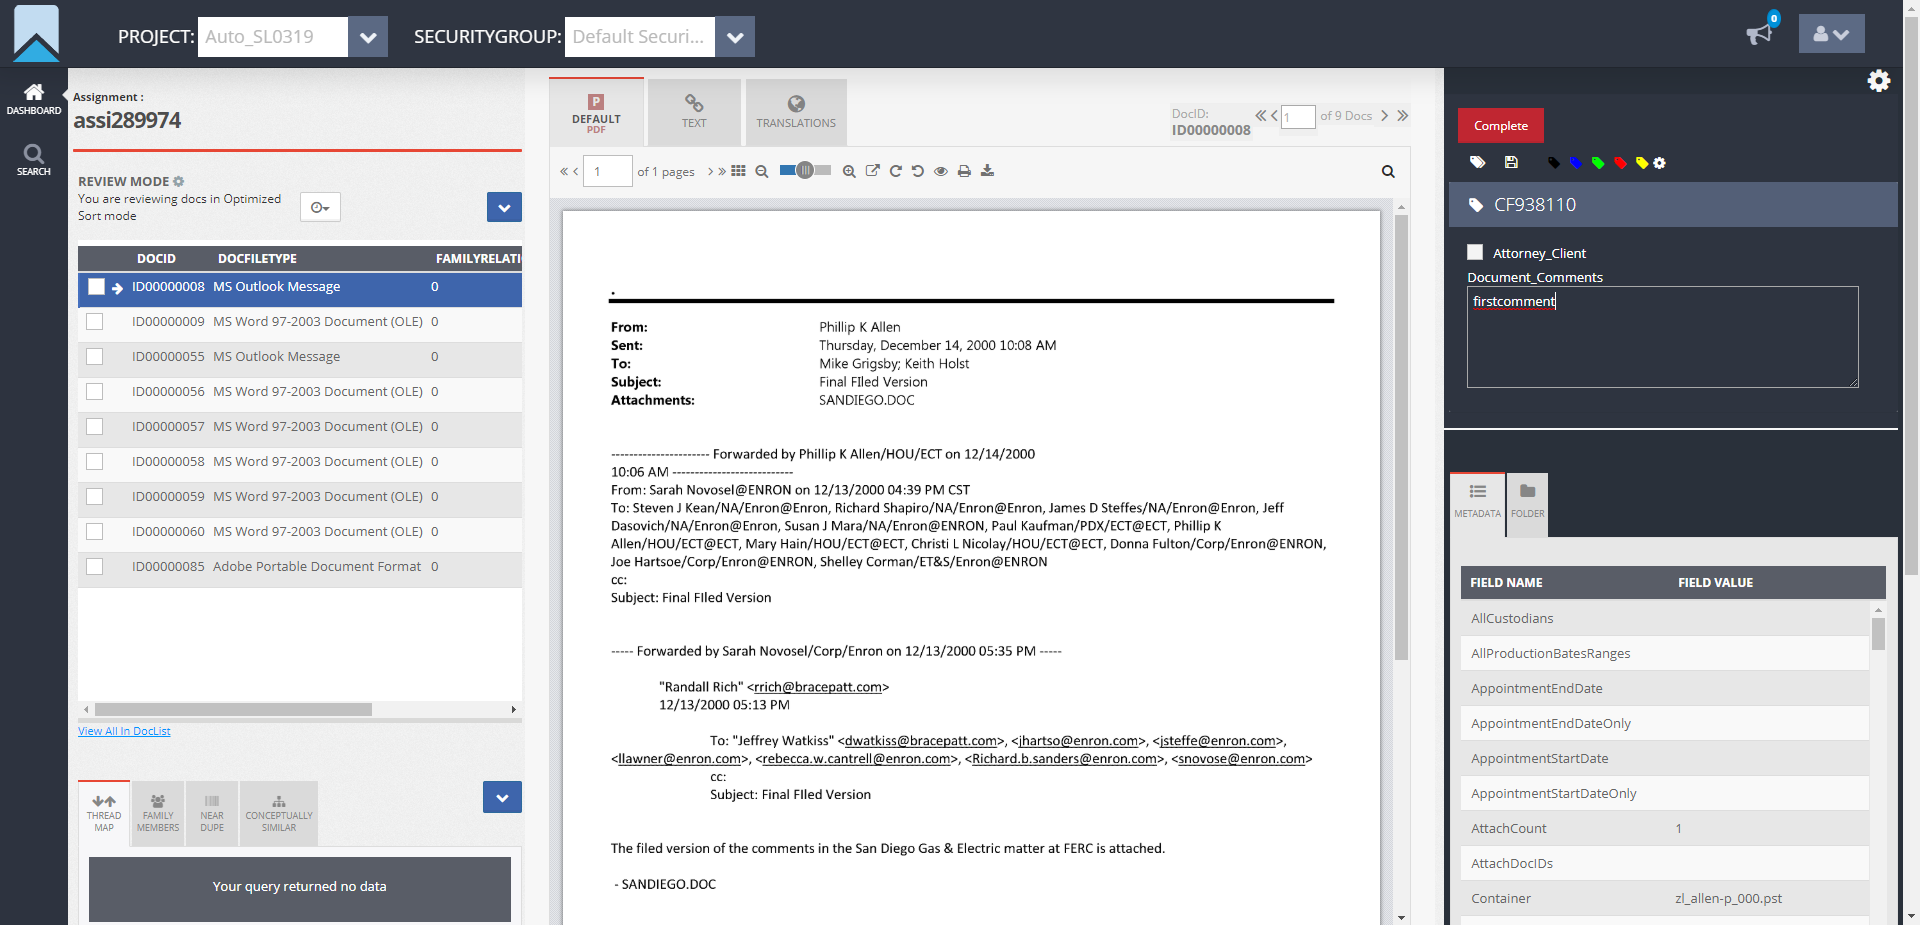 PROJECT: Auto_SL0319 SECURITYGROUP: Default Securi... 0
DASHBOARD
SEARCH
Assignment :
assi289974
REVIEW MODE
You are reviewing docs in Optimized
Sort mode
DOCID DOCFILETYPE FAMILYRELATI
ID00000008 MS Outlook Message 0
ID00000009 MS Word 97-2003 Document (OLE) 0
ID00000055 MS Outlook Message 0
ID00000056 MS Word 97-2003 Document (OLE) 0
ID00000057 MS Word 97-2003 Document (OLE) 0
ID00000058 MS Word 97-2003 Document (OLE) 0
ID00000059 MS Word 97-2003 Document (OLE) 0
ID00000060 MS Word 97-2003 Document (OLE) 0
ID00000085 Adobe Portable Document Format 0
View All In DocList
THREAD MAP
FAMILY MEMBERS
NEAR DUPE
CONCEPTUALLY SIMILAR
Your query returned no data
P
DEFAULT
PDF
TEXT
TRANSLATIONS
DocID:
ID00000008
1 of 9 Docs
1 of 1 pages
.
From: Phillip K Allen
Sent: Thursday, December 14, 2000 10:08 AM
To: Mike Grigsby; Keith Holst
Subject: Final FIled Version
Attachments: SANDIEGO.DOC
---------------------- Forwarded by Phillip K Allen/HOU/ECT on 12/14/2000
10:06 AM ---------------------------
From: Sarah Novosel@ENRON on 12/13/2000 04:39 PM CST
To: Steven J Kean/NA/Enron@Enron, Richard Shapiro/NA/Enron@Enron, James D Steffes/NA/Enron@Enron, Jeff
Dasovich/NA/Enron@Enron, Susan J Mara/NA/Enron@ENRON, Paul Kaufman/PDX/ECT@ECT, Phillip K
Allen/HOU/ECT@ECT, Mary Hain/HOU/ECT@ECT, Christi L Nicolay/HOU/ECT@ECT, Donna Fulton/Corp/Enron@ENRON,
Joe Hartsoe/Corp/Enron@ENRON, Shelley Corman/ET&S/Enron@ENRON
cc:
Subject: Final FIled Version
----- Forwarded by Sarah Novosel/Corp/Enron on 12/13/2000 05:35 PM -----
"Randall Rich" <rrich@bracepatt.com>
12/13/2000 05:13 PM
To: "Jeffrey Watkiss" <dwatkiss@bracepatt.com>, <jhartso@enron.com>, <jsteffe@enron.com>,
<llawner@enron.com>, <rebecca.w.cantrell@enron.com>, <Richard.b.sanders@enron.com>, <snovose@enron.com>
cc:
Subject: Final FIled Version
The filed version of the comments in the San Diego Gas & Electric matter at FERC is attached.
- SANDIEGO.DOC
Complete
CF938110
Attorney_Client
Document_Comments
firstcomment
METADATA
FOLDER
FIELD NAME FIELD VALUE
AllCustodians
AllProductionBatesRanges
AppointmentEndDate
AppointmentEndDateOnly
AppointmentStartDate
AppointmentStartDateOnly
AttachCount 1
AttachDocIDs
Container zl_allen-p_000.pst